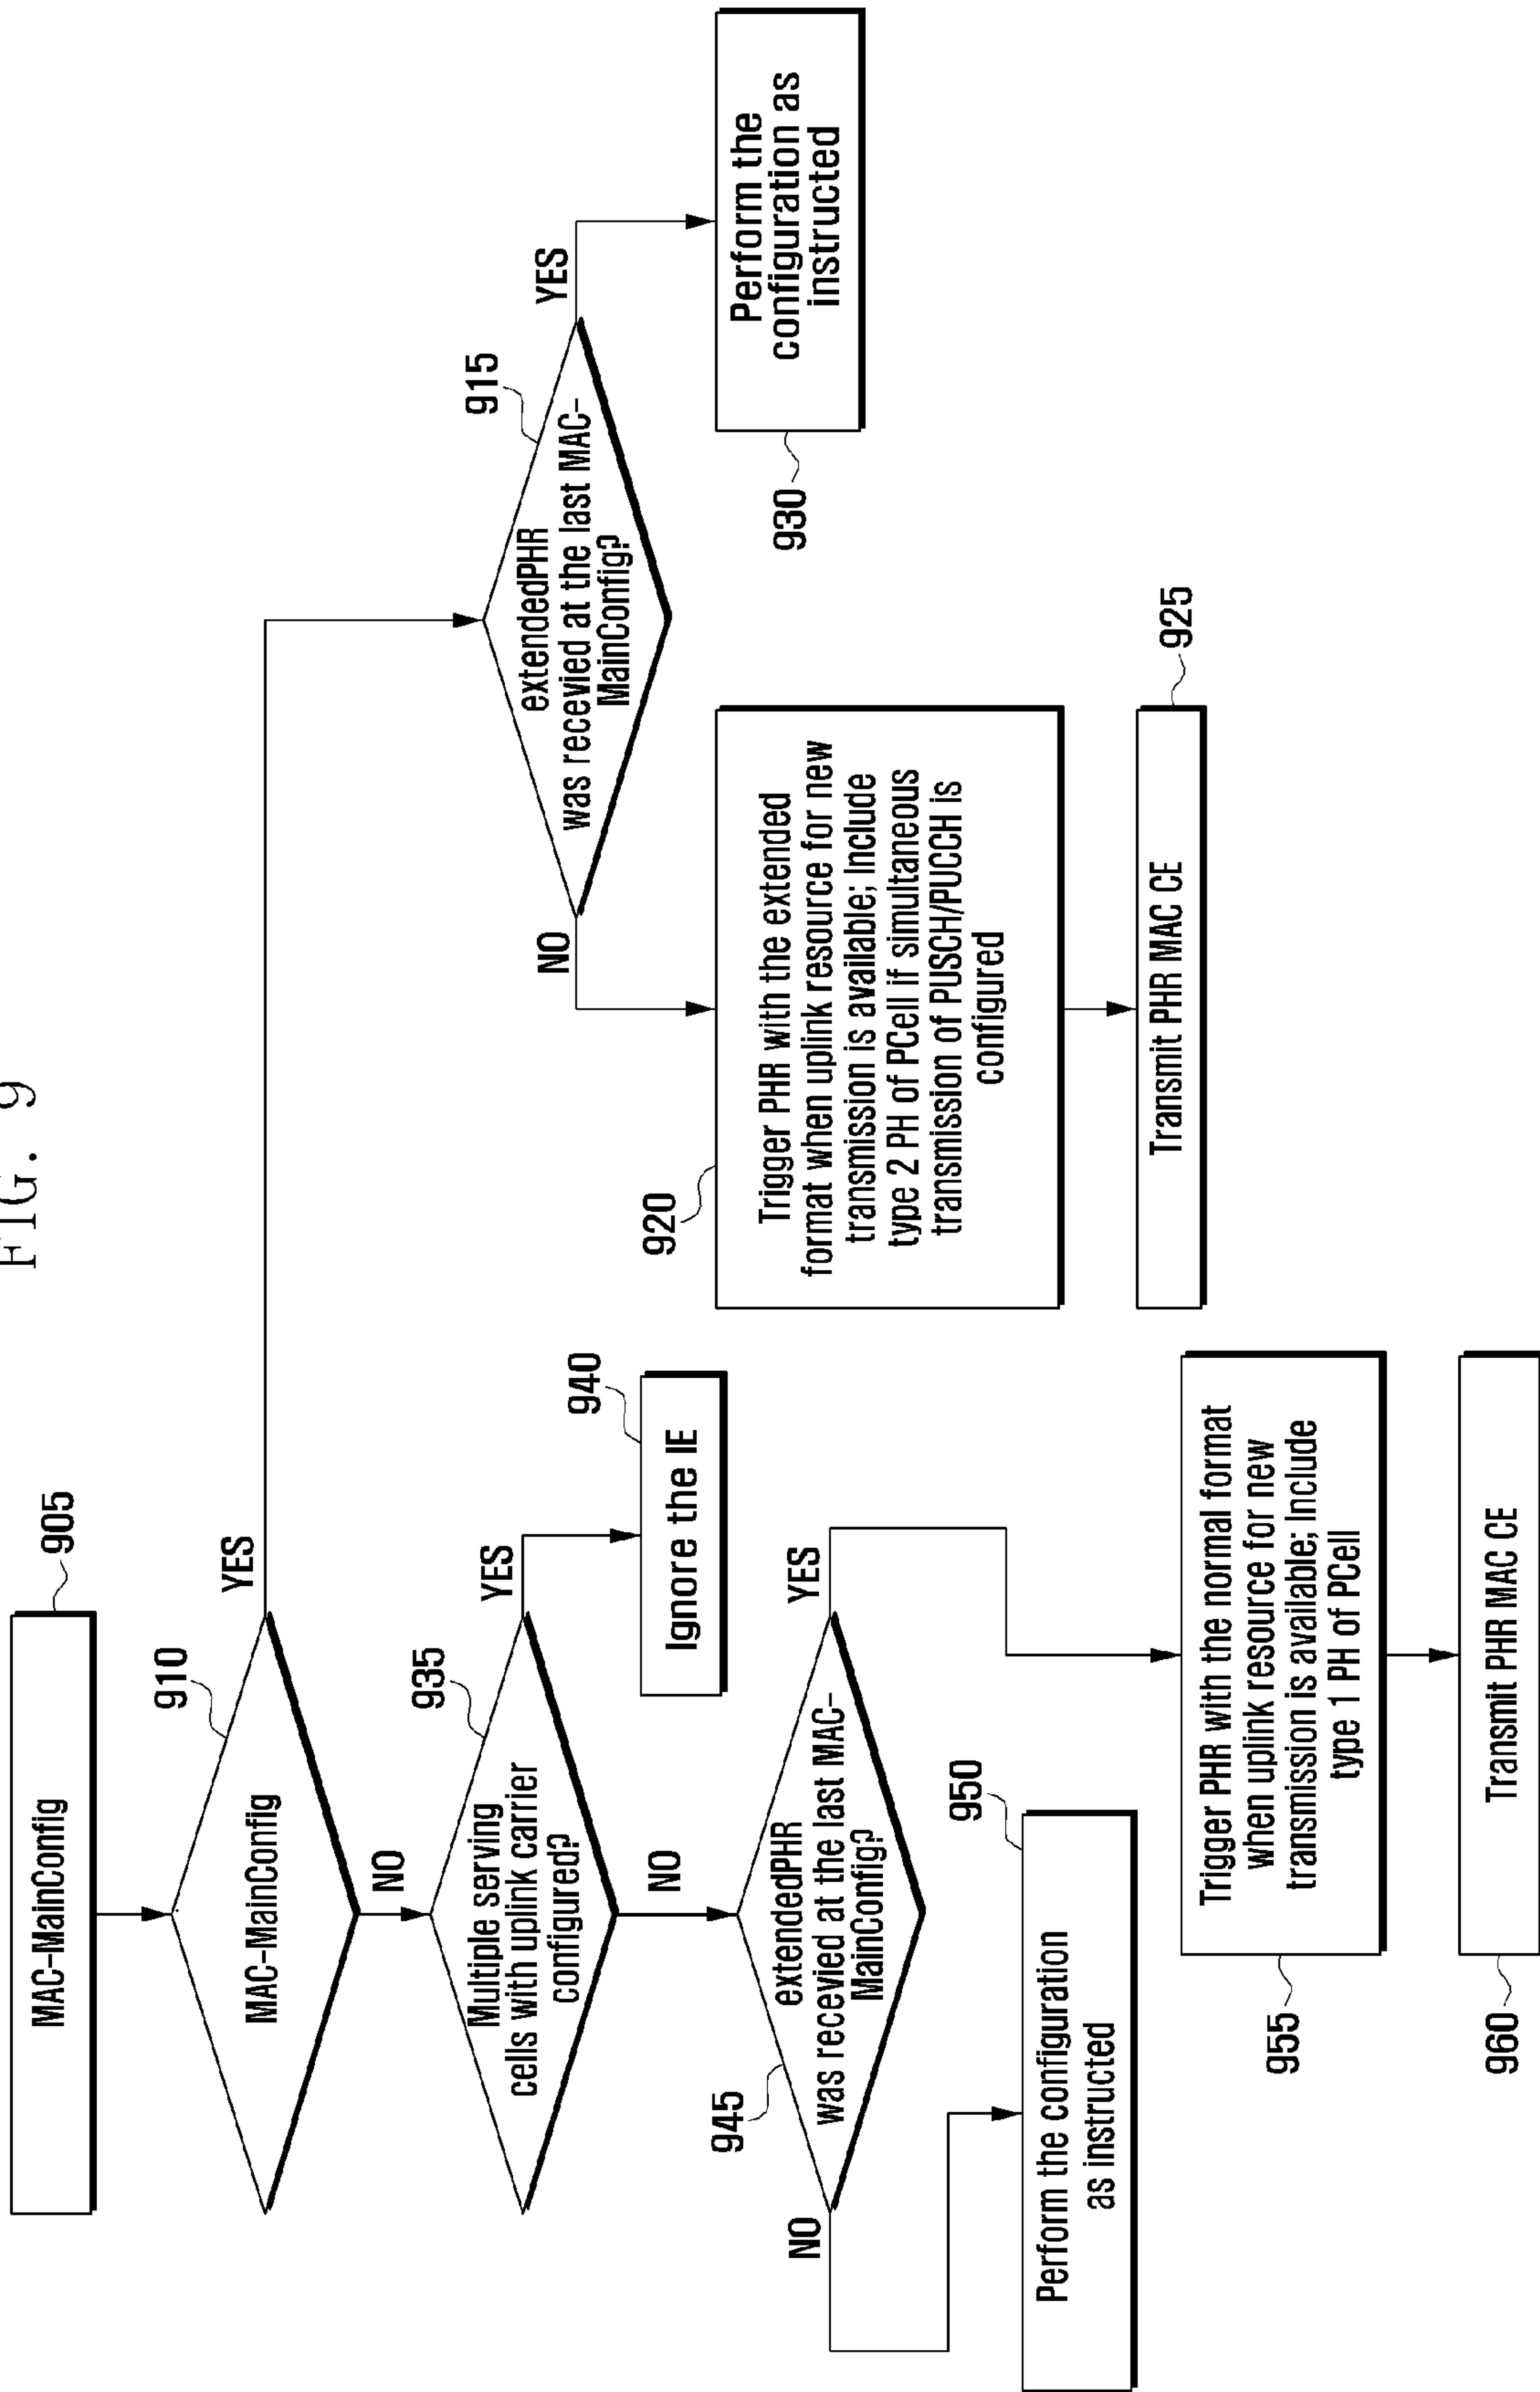 FIG. 9
MAC-MainConfig
905
910
MAC-MainConfig
YES
NO
935
Multiple serving
cells with uplink carrier
configured?
YES
NO
940
Ignore the IE
945
extendedPHR
was recevied at the last MAC-
MainConfig?
NO
YES
950
Perform the configuration
as instructed
955
Trigger PHR with the normal format
when uplink resource for new
transmission is available; Include
type 1 PH of PCell
960
Transmit PHR MAC CE
915
extendedPHR
was recevied at the last MAC-
MainConfig?
NO
YES
920
Trigger PHR with the extended
format when uplink resource for new
transmission is available; Include
type 2 PH of PCell if simultaneous
transmission of PUSCH/PUCCH is
configured
925
Transmit PHR MAC CE
930
Perform the
configuration as
instructed